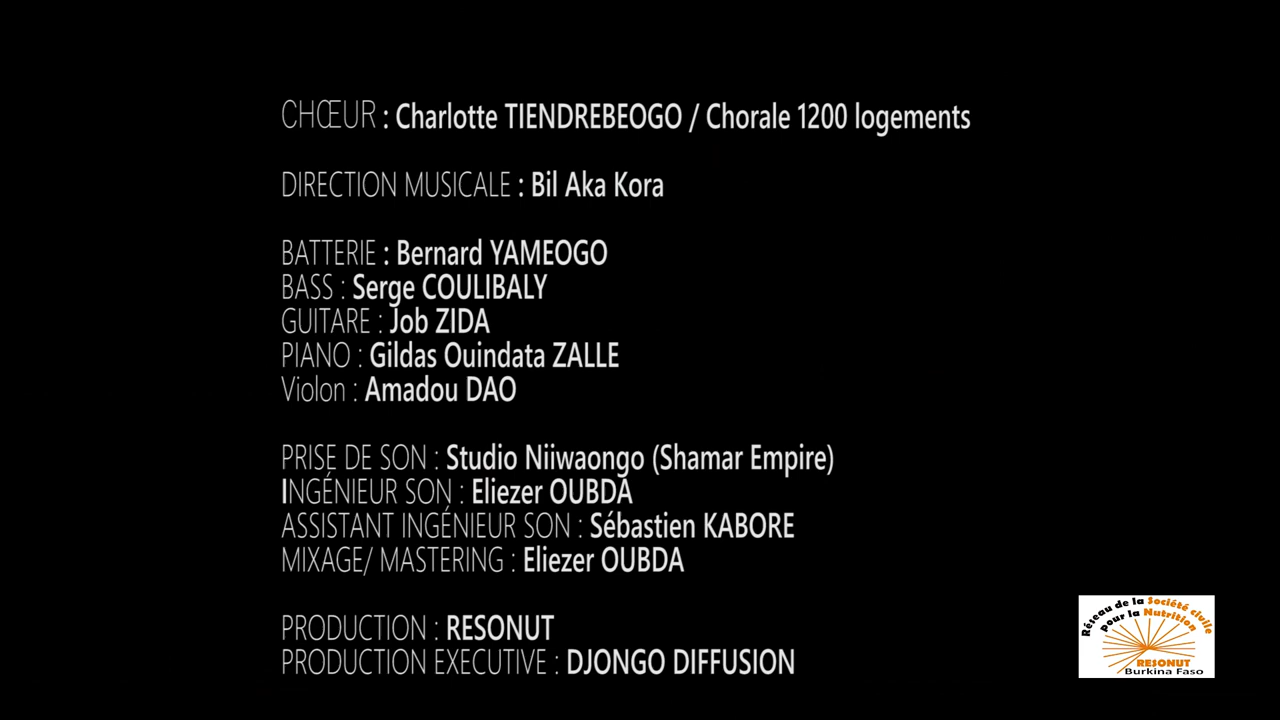 CHŒUR : Charlotte TIENDREBEOGO / Chorale 1200 logements
DIRECTION MUSICALE : Bil Aka Kora
BATTERIE : Bernard YAMEOGO
BASS : Serge COULIBALY
GUITARE : Job ZIDA
PIANO : Gildas Ouindata ZALLE
Violon : Amadou DAO
PRISE DE SON : Studio Niiwaongo (Shamar Empire)
INGÉNIEUR SON : Eliezer OUBDA
ASSISTANT INGÉNIEUR SON : Sébastien KABORE
MIXAGE/ MASTERING : Eliezer OUBDA
PRODUCTION : RESONUT
PRODUCTION EXECUTIVE : DJONGO DIFFUSION
Réseau de la Société civile
pour la Nutrition
RESONUT
Burkina Faso